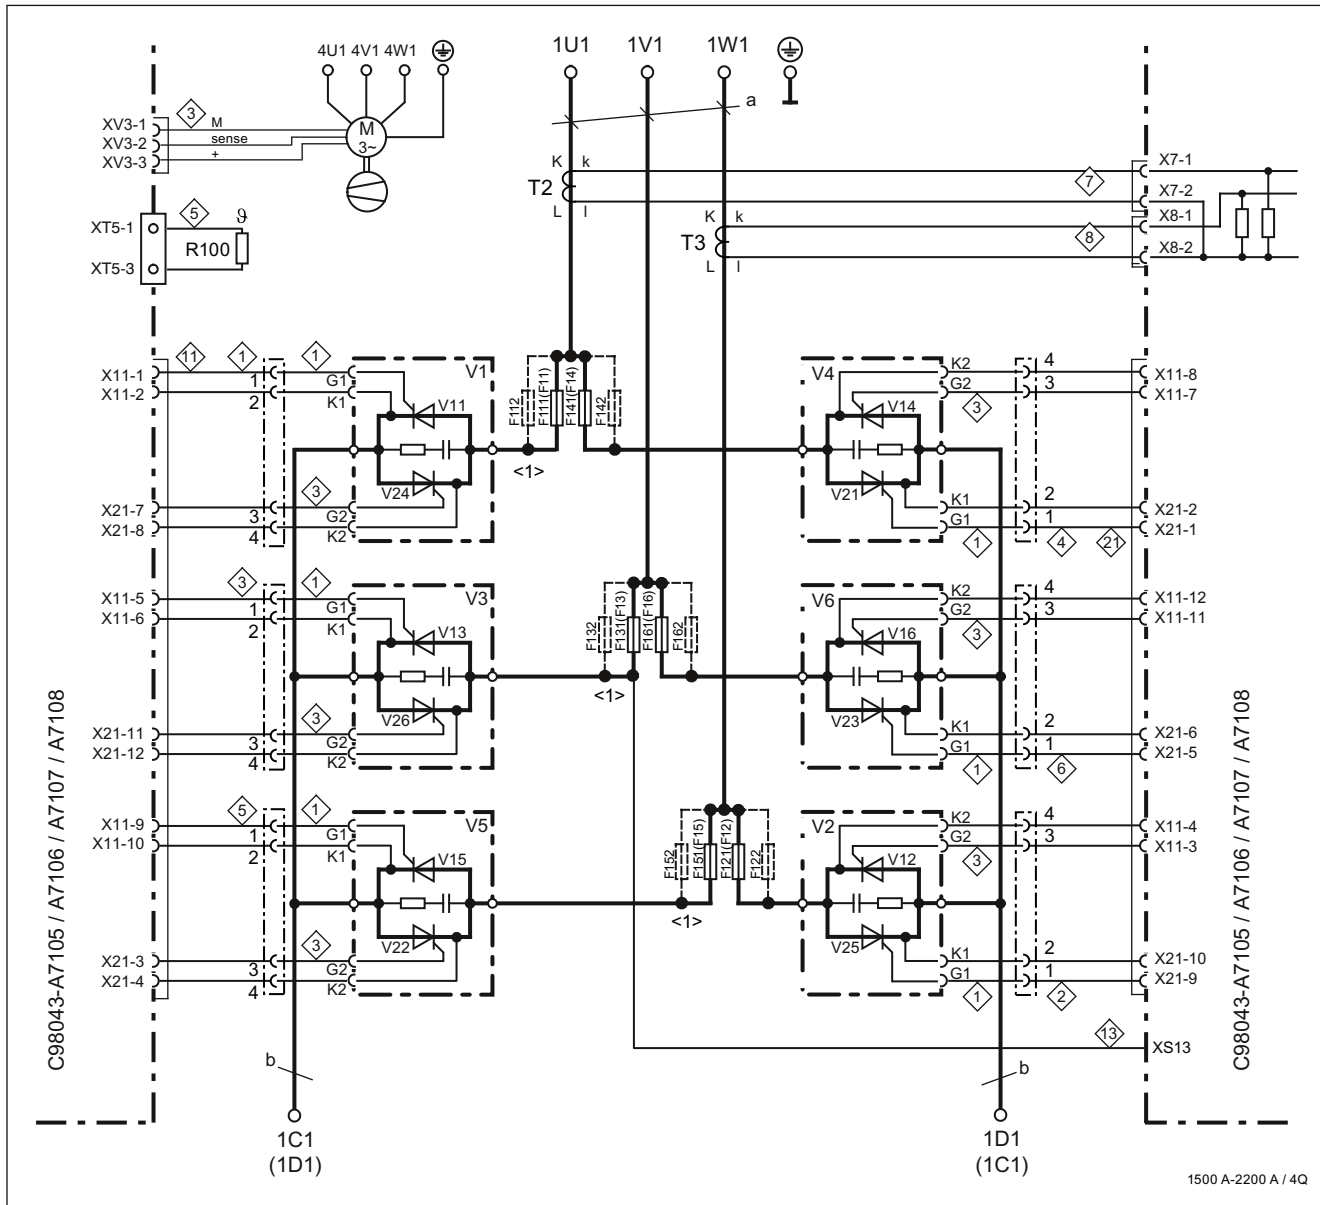 4U1 4V1 4W1
1U1 1V1 1W1
a
XV3-1
XV3-2
XV3-3
3
M
sense
+
M
3~
XT5-1
XT5-3
5
ϑ
R100
T2
K k
L l
T3
K k
L l
7
8
X7-1
X7-2
X8-1
X8-2
11 1 1
X11-1
X11-2
1
2
G1
K1
V1
V11
V24
3
X21-7
X21-8
3
4
G2
K2
F112
F111(F11)
F141(F14)
F142
<1>
V4
V14
V21
K2
G2
3
4
3
X11-8
X11-7
K1
G1
1
2
1
4 21
X21-2
X21-1
3 1
X11-5
X11-6
1
2
G1
K1
V3
V13
V26
3
X21-11
X21-12
3
4
G2
K2
F132
F131(F13)
F161(F16)
F162
<1>
V6
V16
V23
K2
G2
3
4
3
X11-12
X11-11
K1
G1
1
2
1
6
X21-6
X21-5
5 1
X11-9
X11-10
1
2
G1
K1
V5
V15
V22
3
X21-3
X21-4
3
4
G2
K2
F152
F151(F15)
F121(F12)
F122
<1>
V2
V12
V25
K2
G2
3
4
3
X11-4
X11-3
K1
G1
1
2
1
2
X21-10
X21-9
13
XS13
C98043-A7105 / A7106 / A7107 / A7108
C98043-A7105 / A7106 / A7107 / A7108
b
b
1C1
(1D1)
1D1
(1C1)
1500 A-2200 A / 4Q